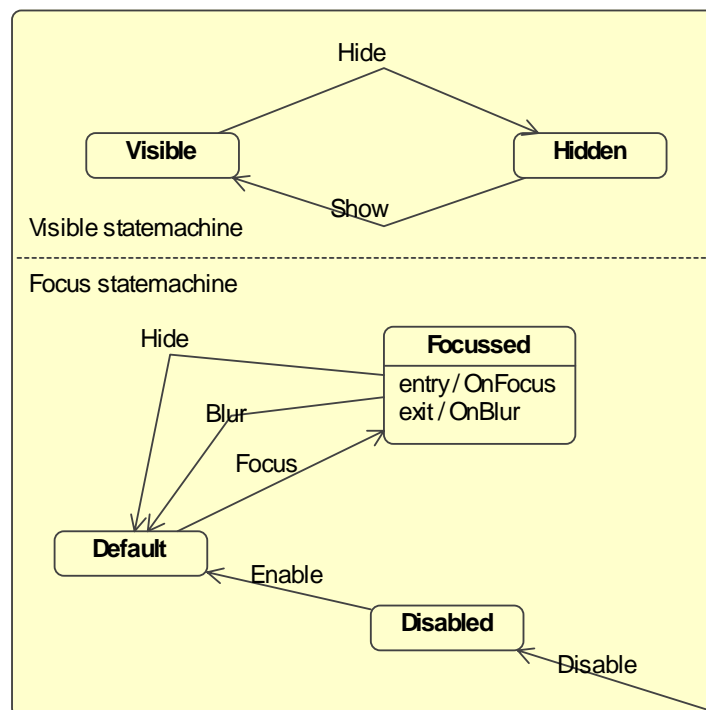 Hide
Visible
Hidden
Show
Visible statemachine
Focus statemachine
Hide
Focussed
entry / OnFocus
exit / OnBlur
Blur
Focus
Default
Enable
Disabled
Disable